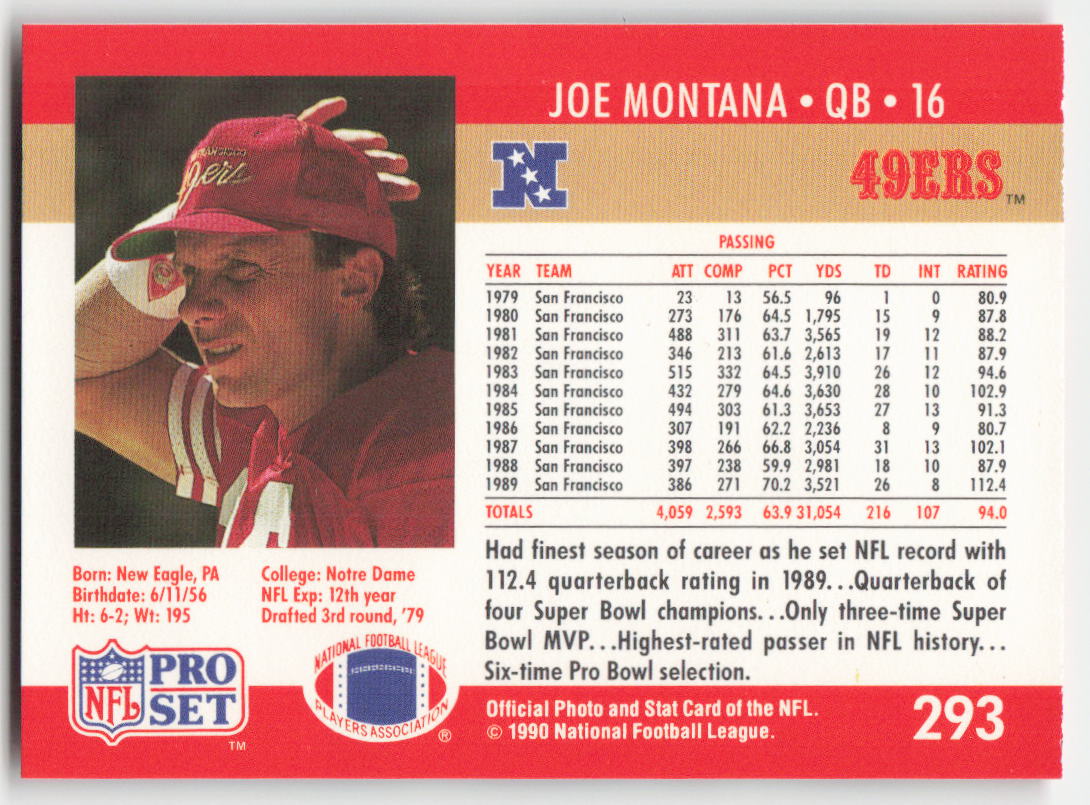 JOE MONTANA • QB • 16
N
49ERS™
49ers
PASSING
YEAR TEAM ATT COMP PCT YDS TD INT RATING
1979 San Francisco 23 13 56.5 96 1 0 80.9
1980 San Francisco 273 176 64.5 1,795 15 9 87.8
1981 San Francisco 488 311 63.7 3,565 19 12 88.2
1982 San Francisco 346 213 61.6 2,613 17 11 87.9
1983 San Francisco 515 332 64.5 3,910 26 12 94.6
1984 San Francisco 432 279 64.6 3,630 28 10 102.9
1985 San Francisco 494 303 61.3 3,653 27 13 91.3
1986 San Francisco 307 191 62.2 2,236 8 9 80.7
1987 San Francisco 398 266 66.8 3,054 31 13 102.1
1988 San Francisco 397 238 59.9 2,981 18 10 87.9
1989 San Francisco 386 271 70.2 3,521 26 8 112.4
TOTALS 4,059 2,593 63.9 31,054 216 107 94.0
Had finest season of career as he set NFL record with
112.4 quarterback rating in 1989...Quarterback of
four Super Bowl champions...Only three-time Super
Bowl MVP...Highest-rated passer in NFL history...
Six-time Pro Bowl selection.
Born: New Eagle, PA
Birthdate: 6/11/56
Ht: 6-2; Wt: 195
College: Notre Dame
NFL Exp: 12th year
Drafted 3rd round, '79
NFL
PRO
SET
™
NATIONAL FOOTBALL LEAGUE
PLAYERS ASSOCIATION
®
Official Photo and Stat Card of the NFL.
© 1990 National Football League.
293